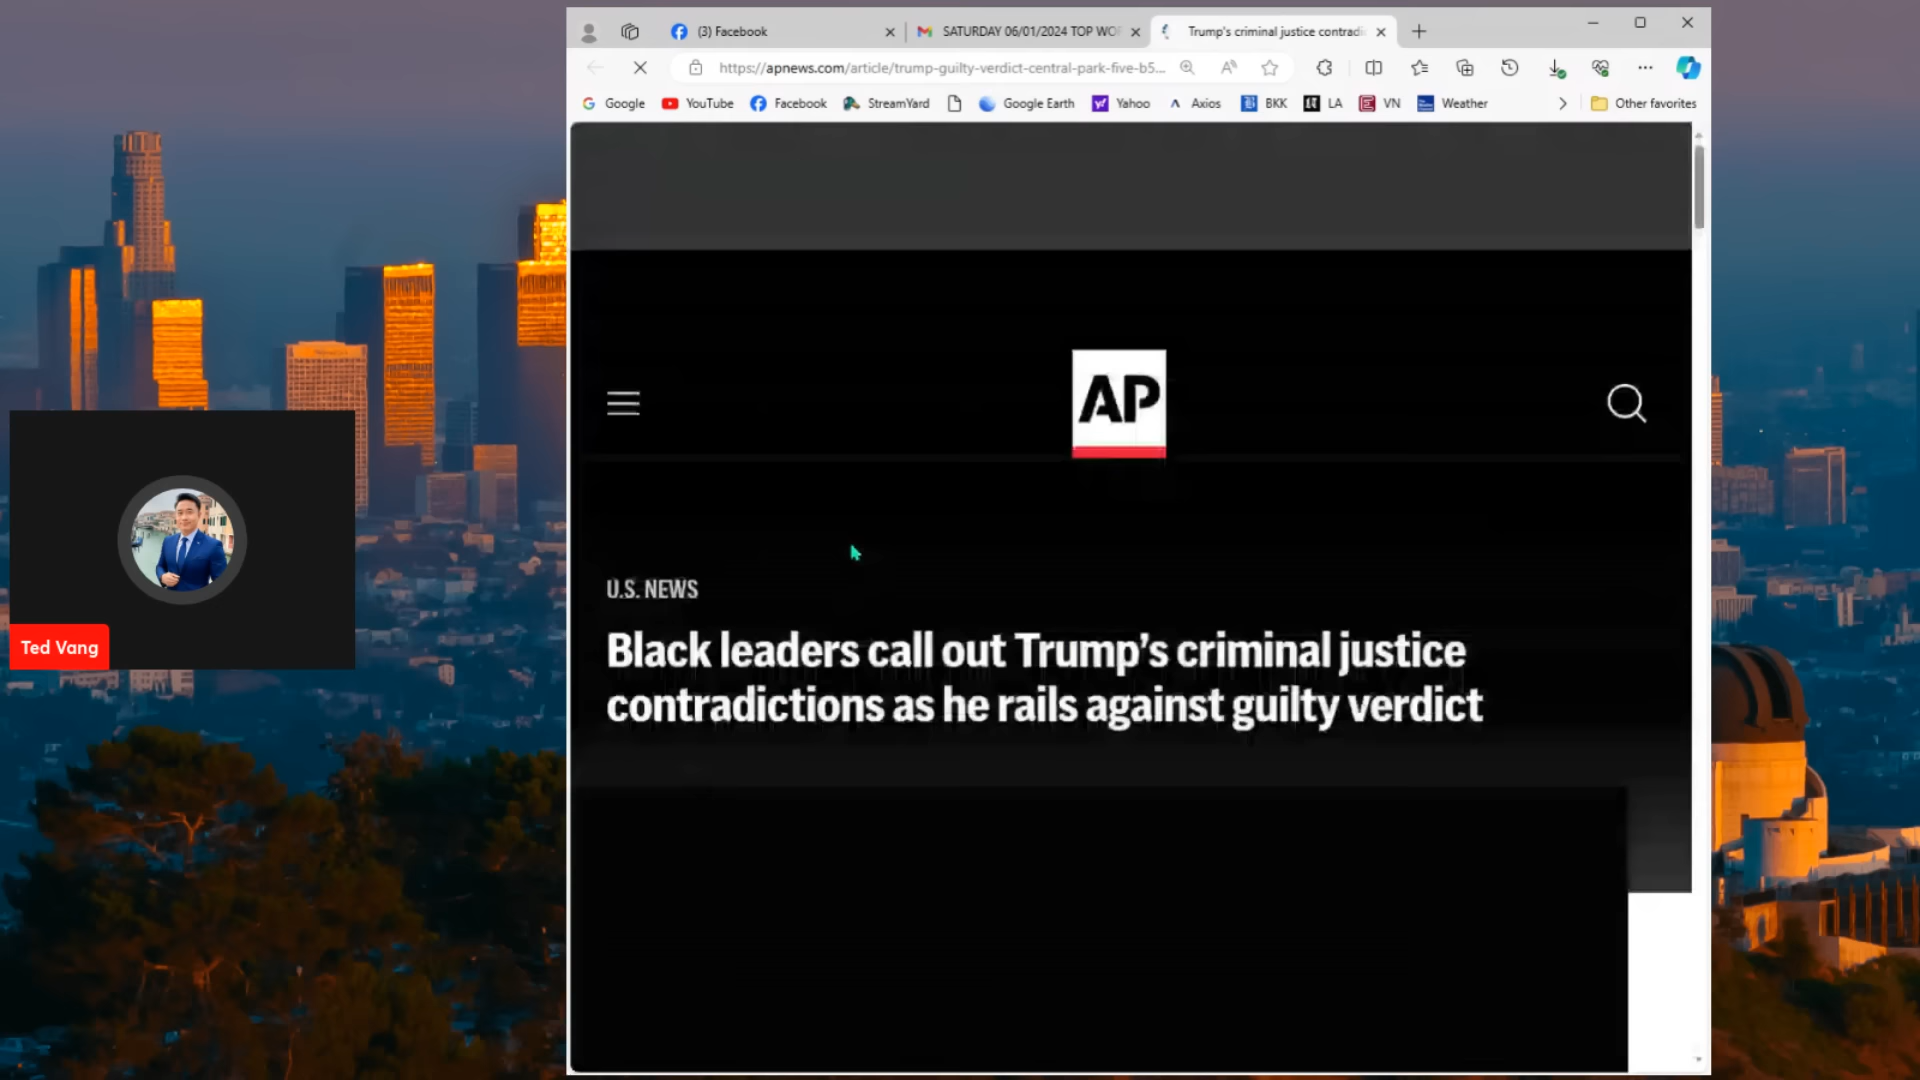 (3) Facebook
SATURDAY 06/01/2024 TOP WO
Trump's criminal justice contradi
https://apnews.com/article/trump-guilty-verdict-central-park-five-b5...
Google
YouTube
Facebook
StreamYard
Google Earth
Yahoo
Axios
BKK
LA
VN
Weather
Other favorites
AP
U.S. NEWS
Black leaders call out Trump’s criminal justice
contradictions as he rails against guilty verdict
Ted Vang